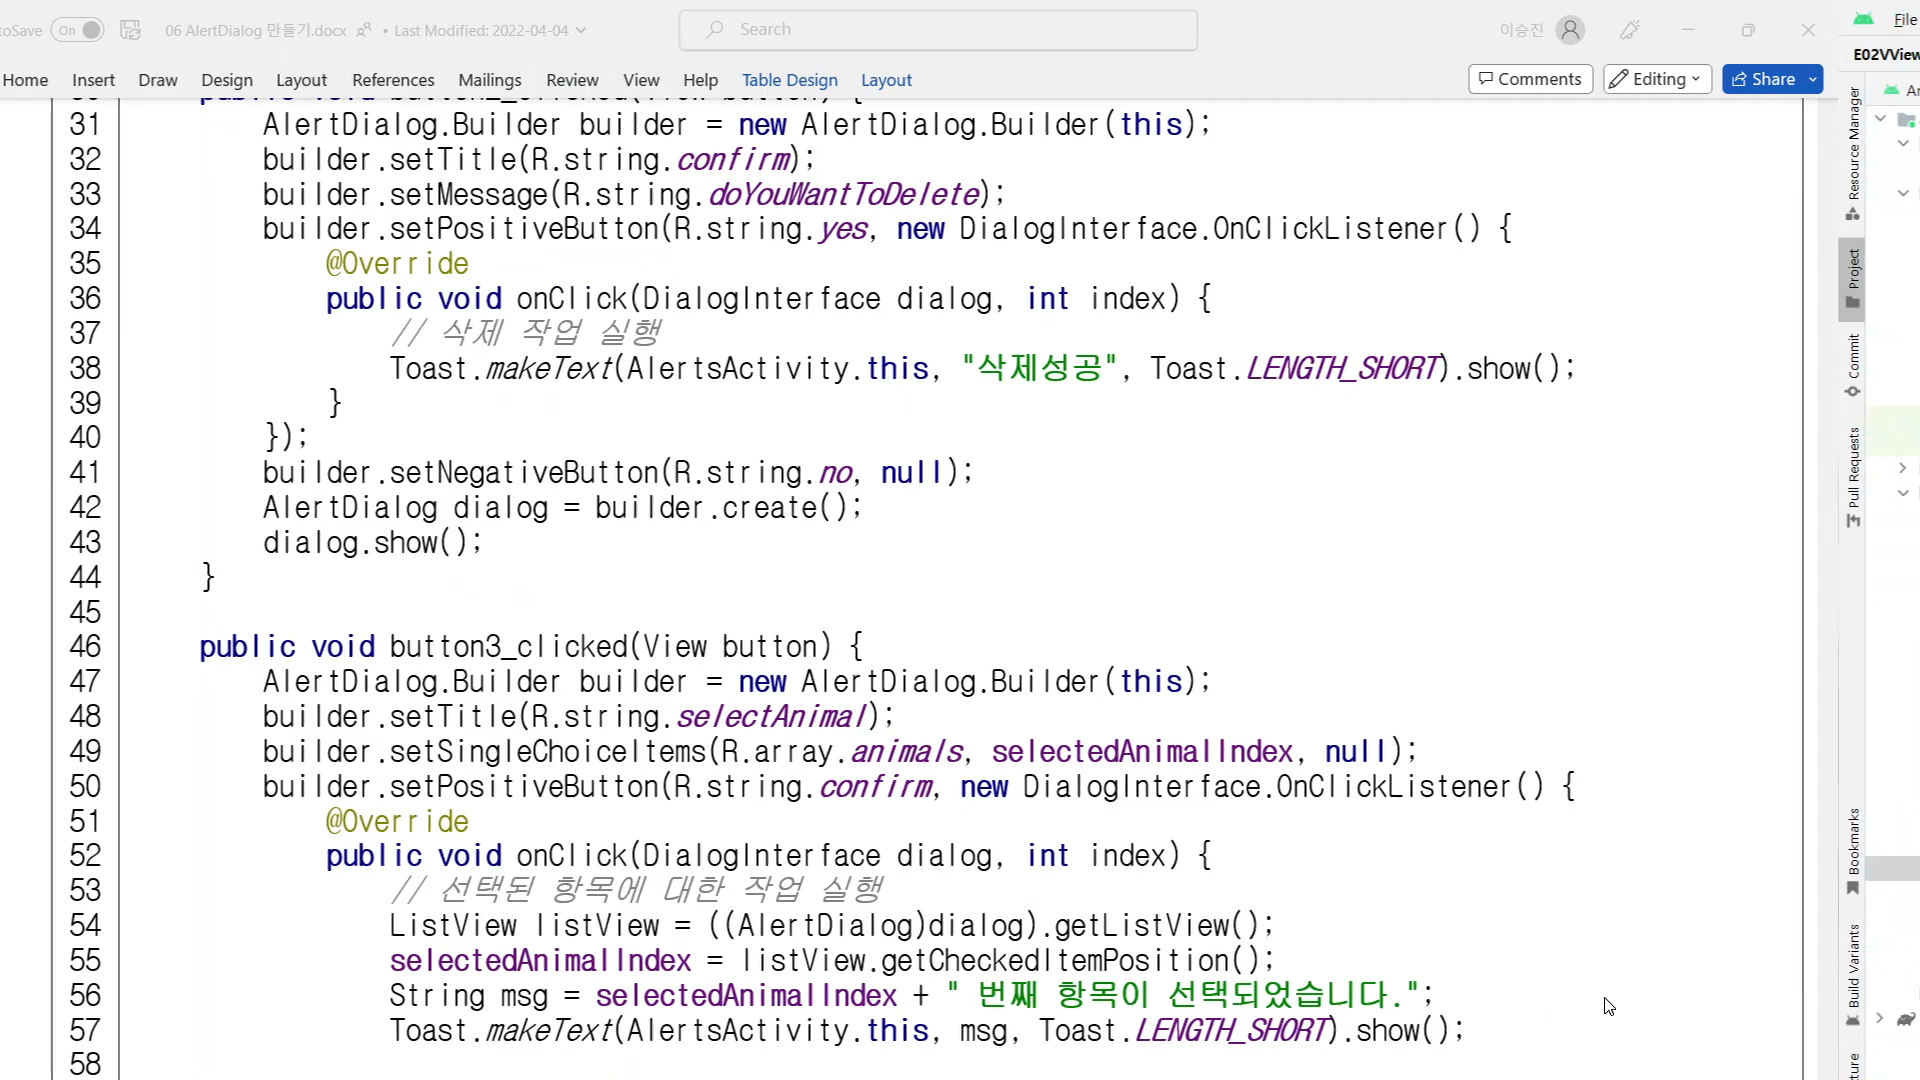 oSave On 06 AlertDialog 만들기.docx • Last Modified: 2022-04-04 Search 이승진 File
Home Insert Draw Design Layout References Mailings Review View Help Table Design Layout Comments Editing Share
E02VView
public void button2_clicked(View button) {
31 AlertDialog.Builder builder = new AlertDialog.Builder(this);
32 builder.setTitle(R.string.confirm);
33 builder.setMessage(R.string.doYouWantToDelete);
34 builder.setPositiveButton(R.string.yes, new DialogInterface.OnClickListener() {
35 @Override
36 public void onClick(DialogInterface dialog, int index) {
37 // 삭제 작업 실행
38 Toast.makeText(AlertsActivity.this, "삭제성공", Toast.LENGTH_SHORT).show();
39 }
40 });
41 builder.setNegativeButton(R.string.no, null);
42 AlertDialog dialog = builder.create();
43 dialog.show();
44 }
45
46 public void button3_clicked(View button) {
47 AlertDialog.Builder builder = new AlertDialog.Builder(this);
48 builder.setTitle(R.string.selectAnimal);
49 builder.setSingleChoiceItems(R.array.animals, selectedAnimalIndex, null);
50 builder.setPositiveButton(R.string.confirm, new DialogInterface.OnClickListener() {
51 @Override
52 public void onClick(DialogInterface dialog, int index) {
53 // 선택된 항목에 대한 작업 실행
54 ListView listView = ((AlertDialog)dialog).getListView();
55 selectedAnimalIndex = listView.getCheckedItemPosition();
56 String msg = selectedAnimalIndex + " 번째 항목이 선택되었습니다.";
57 Toast.makeText(AlertsActivity.this, msg, Toast.LENGTH_SHORT).show();
58
Resource Manager
Project
Commit
Pull Requests
Bookmarks
Build Variants